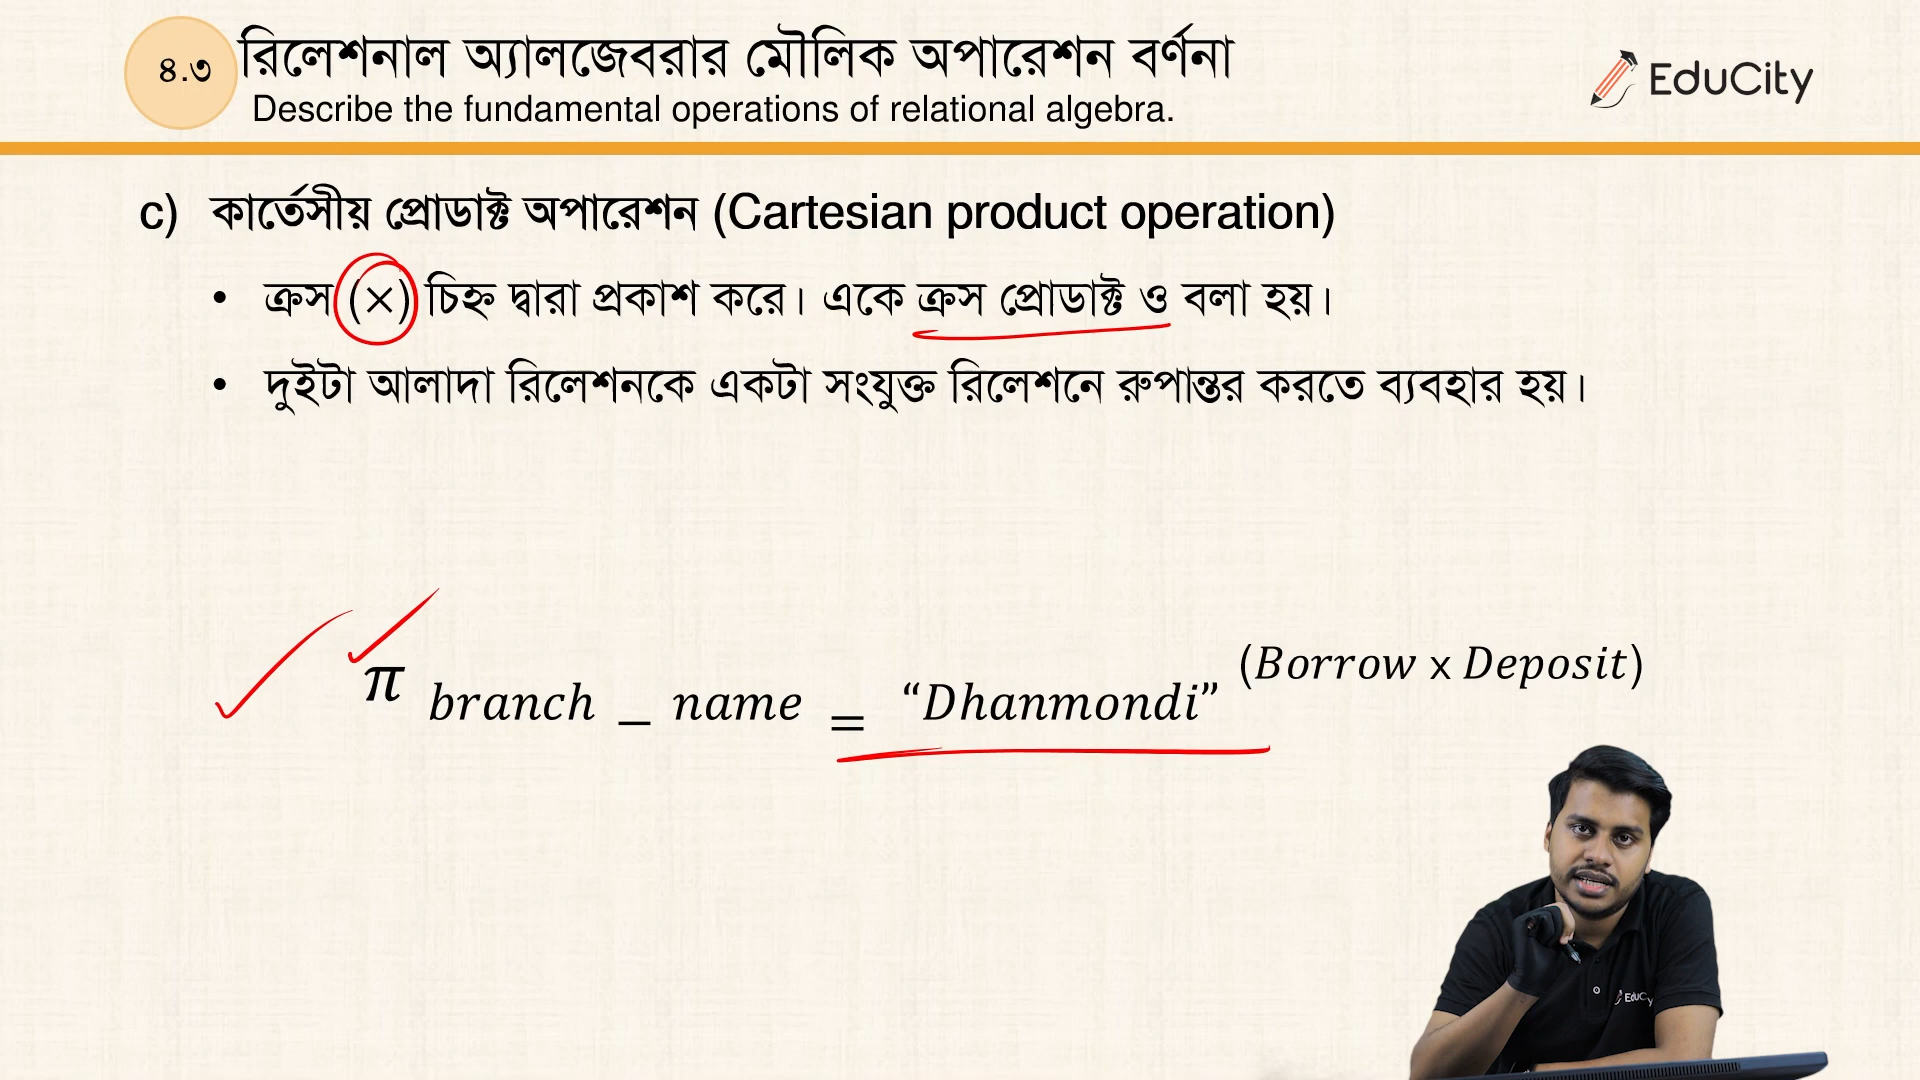 ৪.৩
রিলেশনাল অ্যালজেবরার মৌলিক অপারেশন বর্ণনা
Describe the fundamental operations of relational algebra.
EduCity
c) কার্তেসীয় প্রোডাক্ট অপারেশন (Cartesian product operation)
• ক্রস (×) চিহ্ন দ্বারা প্রকাশ করে। একে ক্রস প্রোডাক্ট ও বলা হয়।
• দুইটা আলাদা রিলেশনকে একটা সংযুক্ত রিলেশনে রুপান্তর করতে ব্যবহার হয়।
π branch _ name = “Dhanmondi” (Borrow x Deposit)
EduCity